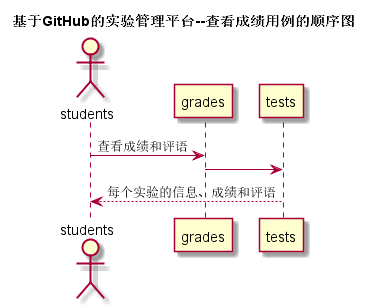 基于GitHub的实验管理平台--查看成绩用例的顺序图
students
grades
tests
查看成绩和评语
每个实验的信息、成绩和评语
students
grades
tests